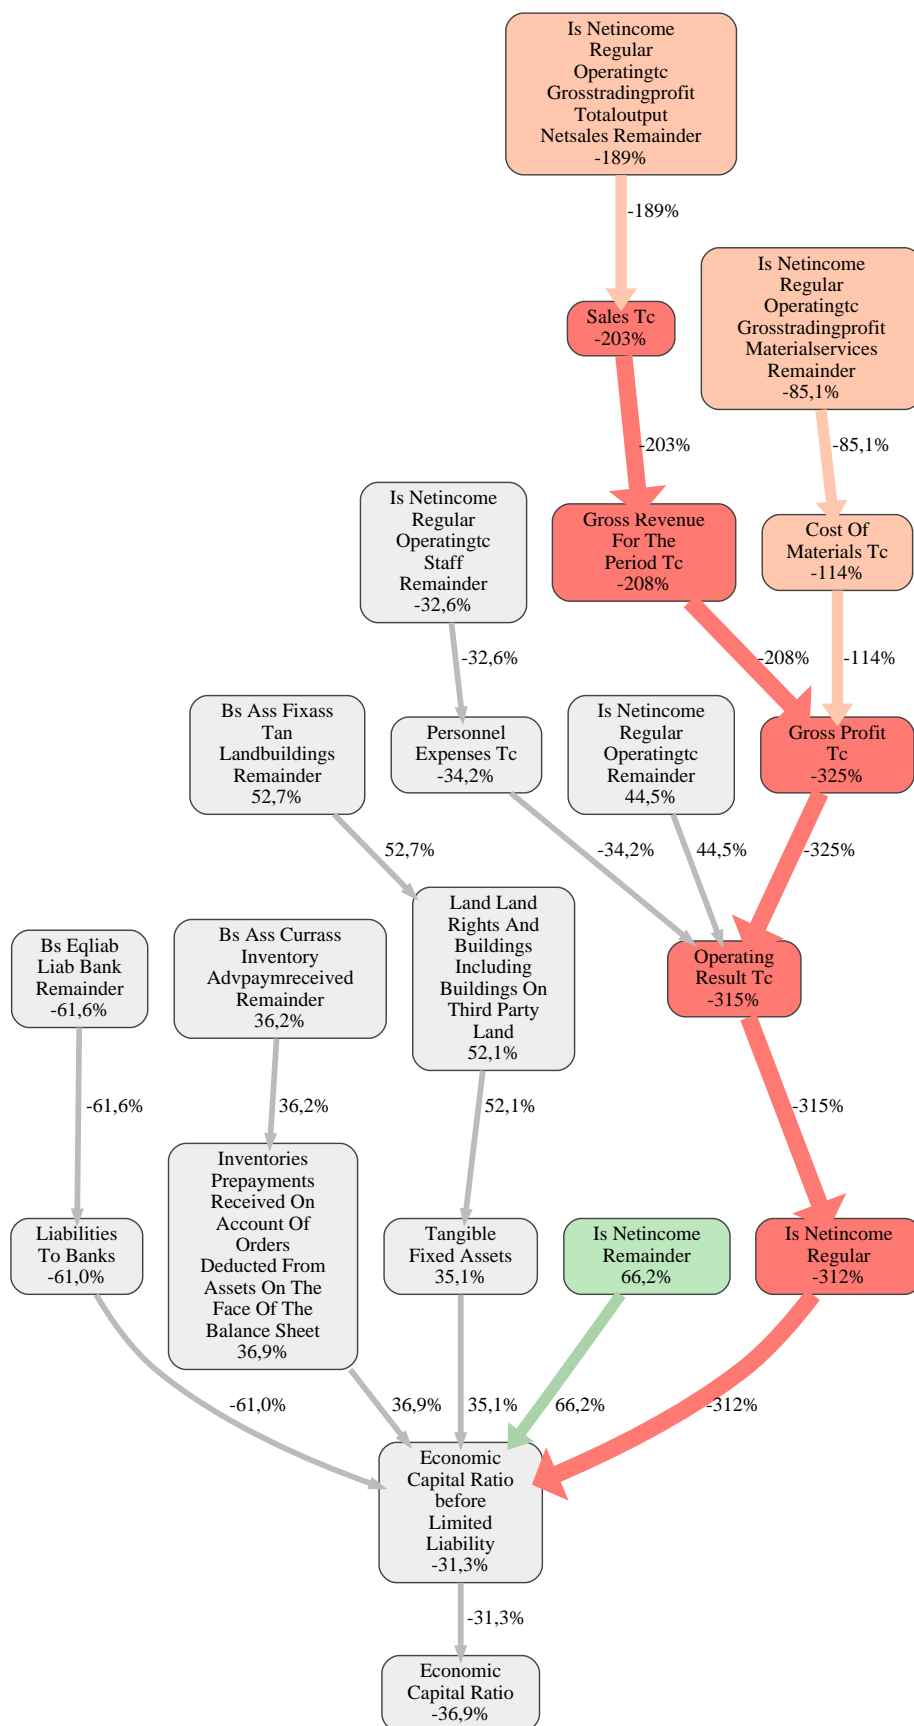 Is Netincome
Regular
Operatingtc
Grosstradingprofit
Totaloutput
Netsales Remainder
-189%
-189%
Is Netincome
Regular
Operatingtc
Grosstradingprofit
Materialservices
Remainder
-85,1%
Sales Tc
-203%
-203%
-85,1%
Is Netincome
Regular
Operatingtc
Staff
Remainder
-32,6%
Gross Revenue
For The
Period Tc
-208%
Cost Of
Materials Tc
-114%
-32,6%
-208%
-114%
Bs Ass Fixass
Tan
Landbuildings
Remainder
52,7%
Personnel
Expenses Tc
-34,2%
Is Netincome
Regular
Operatingtc
Remainder
44,5%
Gross Profit
Tc
-325%
52,7%
-34,2%
44,5%
-325%
Bs Eqliab
Liab Bank
Remainder
-61,6%
Bs Ass Currass
Inventory
Advpaymreceived
Remainder
36,2%
Land Land
Rights And
Buildings
Including
Buildings On
Third Party
Land
52,1%
Operating
Result Tc
-315%
-61,6%
36,2%
52,1%
-315%
Liabilities
To Banks
-61,0%
Inventories
Prepayments
Received On
Account Of
Orders
Deducted From
Assets On The
Face Of The
Balance Sheet
36,9%
Tangible
Fixed Assets
35,1%
Is Netincome
Remainder
66,2%
Is Netincome
Regular
-312%
-61,0%
36,9%
35,1%
66,2%
-312%
Economic
Capital Ratio
before
Limited
Liability
-31,3%
-31,3%
Economic
Capital Ratio
-36,9%